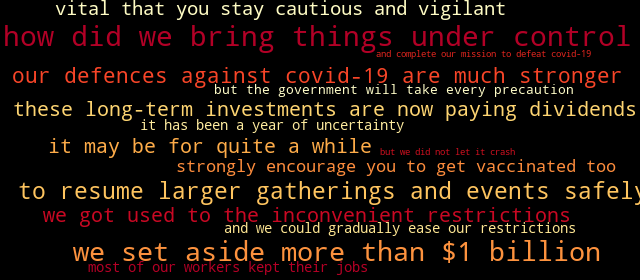 vital that you stay cautious and vigilant
how did we bring things under control
and complete our mission to defeat covid-19
our defences against covid-19 are much stronger
but the government will take every precaution
these long-term investments are now paying dividends
it has been a year of uncertainty
it may be for quite a while
but we did not let it crash
strongly encourage you to get vaccinated too
to resume larger gatherings and events safely
we got used to the inconvenient restrictions
and we could gradually ease our restrictions
we set aside more than $1 billion
most of our workers kept their jobs